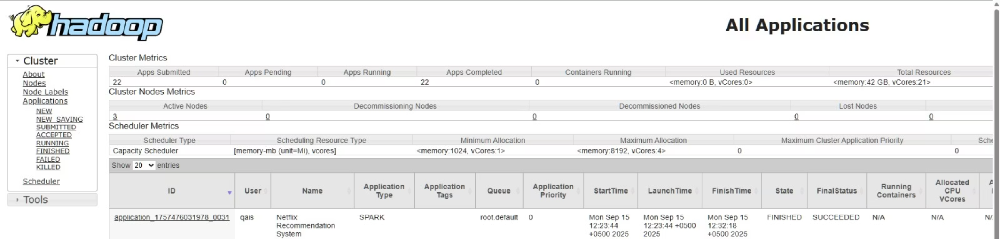 hadoop
All Applications
Cluster
About
Nodes
Node Labels
Applications
NEW
NEW_SAVING
SUBMITTED
ACCEPTED
RUNNING
FINISHED
FAILED
KILLED
Scheduler
Tools
Cluster Metrics
Apps Submitted Apps Pending Apps Running Apps Completed Containers Running Used Resources Total Resources
22 0 0 22 0 <memory:0 B, vCores:0> <memory:42 GB, vCores:21>
Cluster Nodes Metrics
Active Nodes Decommissioning Nodes Decommissioned Nodes Lost Nodes
3 0 0 0 0
Scheduler Metrics
Scheduler Type Scheduling Resource Type Minimum Allocation Maximum Allocation Maximum Cluster Application Priority Sche
Capacity Scheduler [memory-mb (unit=Mi), vcores] <memory:1024, vCores:1> <memory:8192, vCores:4> 0 0
Show 20 entries
ID User Name Application Type Application Tags Queue Application Priority StartTime LaunchTime FinishTime State FinalStatus Running Containers Allocated CPU VCores
application_1757476031978_0031 qais Netflix SPARK root.default 0 Mon Sep 15 Mon Sep 15 Mon Sep 15 FINISHED SUCCEEDED N/A N/A N/
Recommendation 12:23:44 12:23:44 +0500 12:32:18
System +0500 2025 2025 +0500 2025